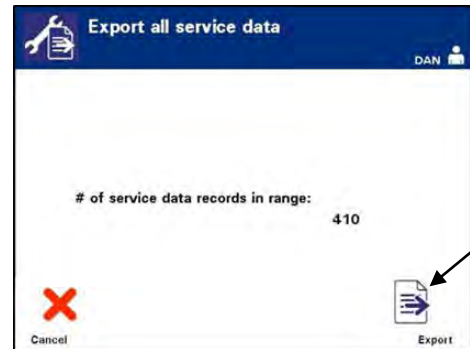 Export all service data
DAN
# of service data records in range:
410
Cancel
Export